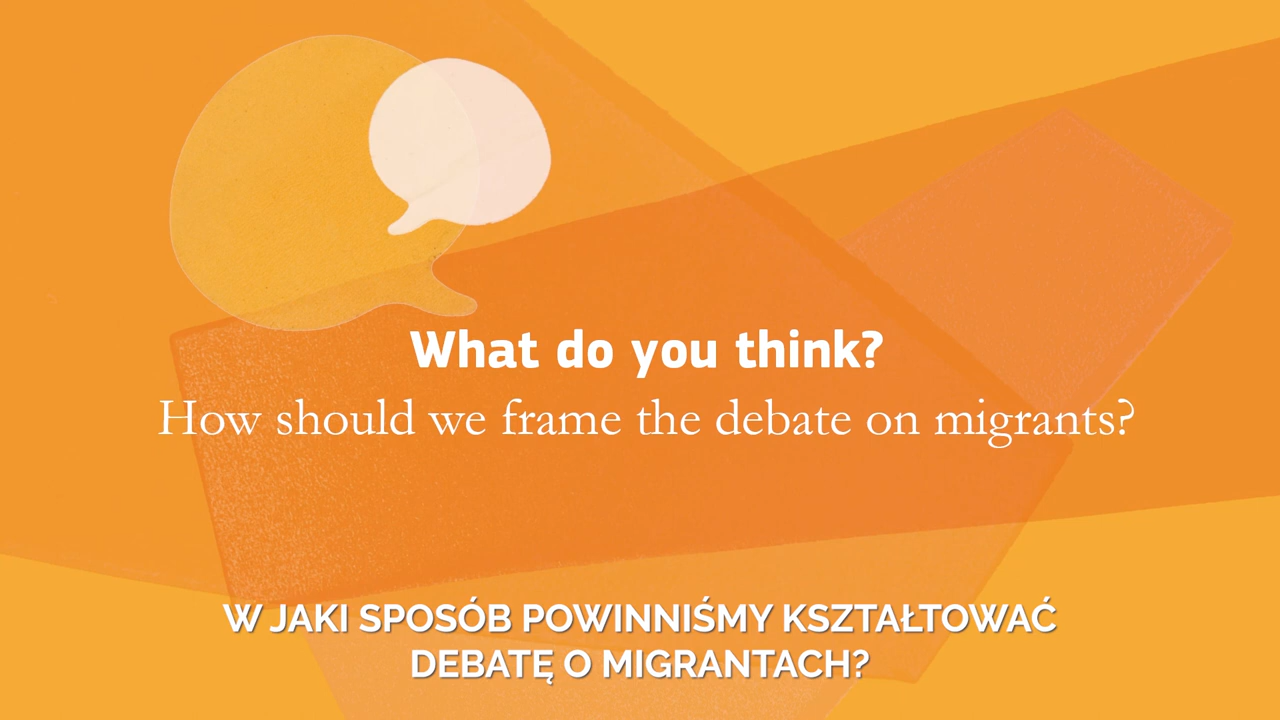 What do you think?
How should we frame the debate on migrants?
W JAKI SPOSÓB POWINNIŚMY KSZTAŁTOWAĆ
DEBATĘ O MIGRANTACH?